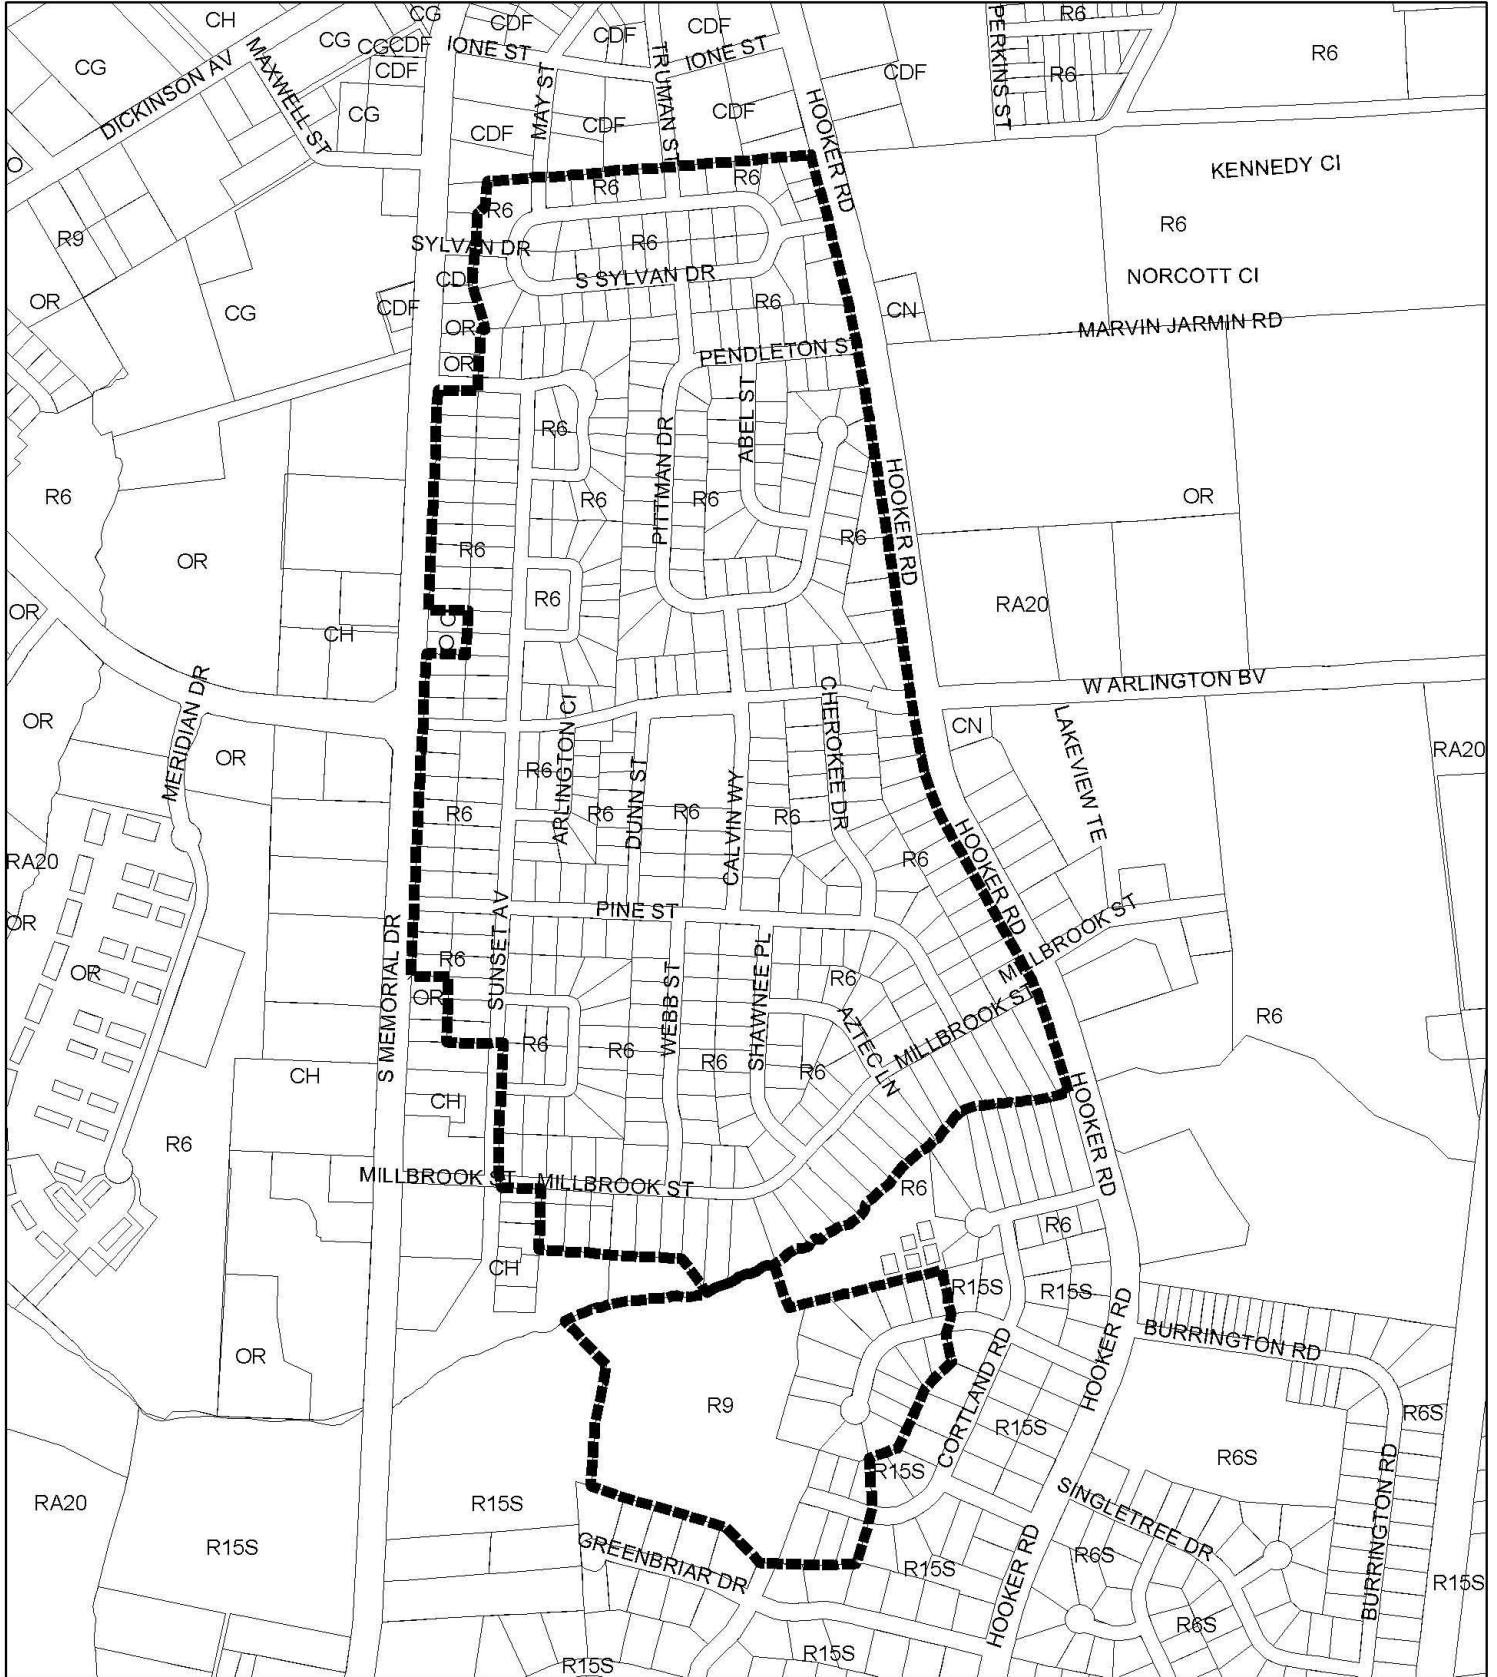 CH
CG
CDF
CDF
CDF
R6
CG
CG
CDF
IONE ST
IONE ST
PERKINS ST
R6
CG
MAXWELL ST
CDF
TRUMAN ST
CDF
R6
DICKINSON AV
CG
MAY ST
CDF
CDF
CDF
HOOKER RD
O
KENNEDY CI
R6
R6
R6
R6
R9
SYLVAN DR
R6
NORCOTT CI
S SYLVAN DR
OR
CG
CDF
R6
CN
OR
MARVIN JARMIN RD
OR
PENDLETON S
ABEL ST
R6
PITTMAN DR
R6
R6
R6
HOOKER RD
OR
OR
R6
R6
OR
R6
RA20
OR
CH
W ARLINGTON BV
MERIDIAN DR
CHEROKEE DR
OR
ARLINGTON CI
CN
LAKEVIEW TE
RA20
OR
R6
DUNN ST
CALVIN WY
R6
R6
R6
R6
HOOKER RD
RA20
R6
PINE ST
SUNSET AV
OR
S MEMORIAL DR
MILLBROOK ST
R6
OR
WEBB ST
SHAWNEE PL
R6
OR
AZTEC LN
MILLBROOK ST
R6
R6
R6
R6
R6
CH
CH
HOOKER RD
R6
MILLBROOK ST
MILLBROOK ST
R6
R6
CH
R15S
R15S
HOOKER RD
BURRINGTON RD
OR
CORTLAND RD
R9
R15S
R6S
R6S
R15S
RA20
R15S
SINGLETREE DR
BURRINGTON RD
R15S
GREENBRIAR DR
HOOKER RD
R15S
R6S
R15S
R6S
R15S
R15S